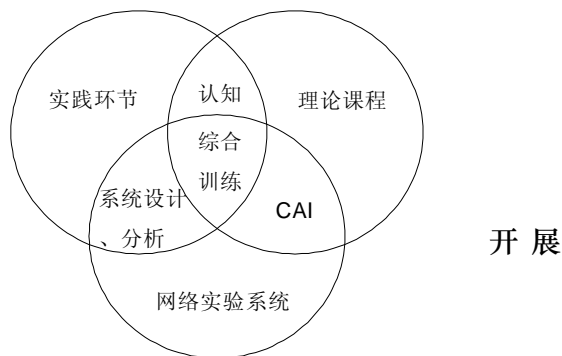 实践环节
认知
理论课程
综合
训练
系统设计
、分析
CAI
开展
网络实验系统